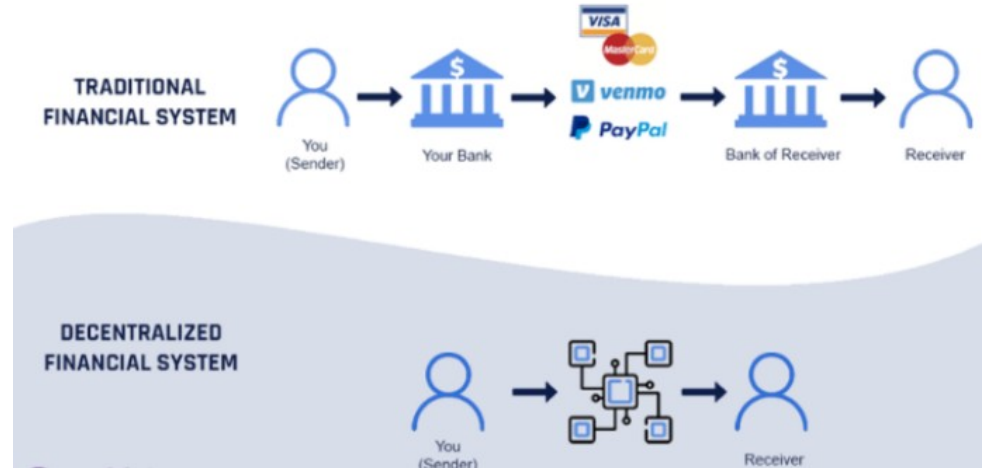 TRADITIONAL
FINANCIAL SYSTEM
$
VISA
MasterCard
V venmo
PayPal
$
You
(Sender)
Your Bank
Bank of Receiver
Receiver
DECENTRALIZED
FINANCIAL SYSTEM
You
(Sender)
Receiver